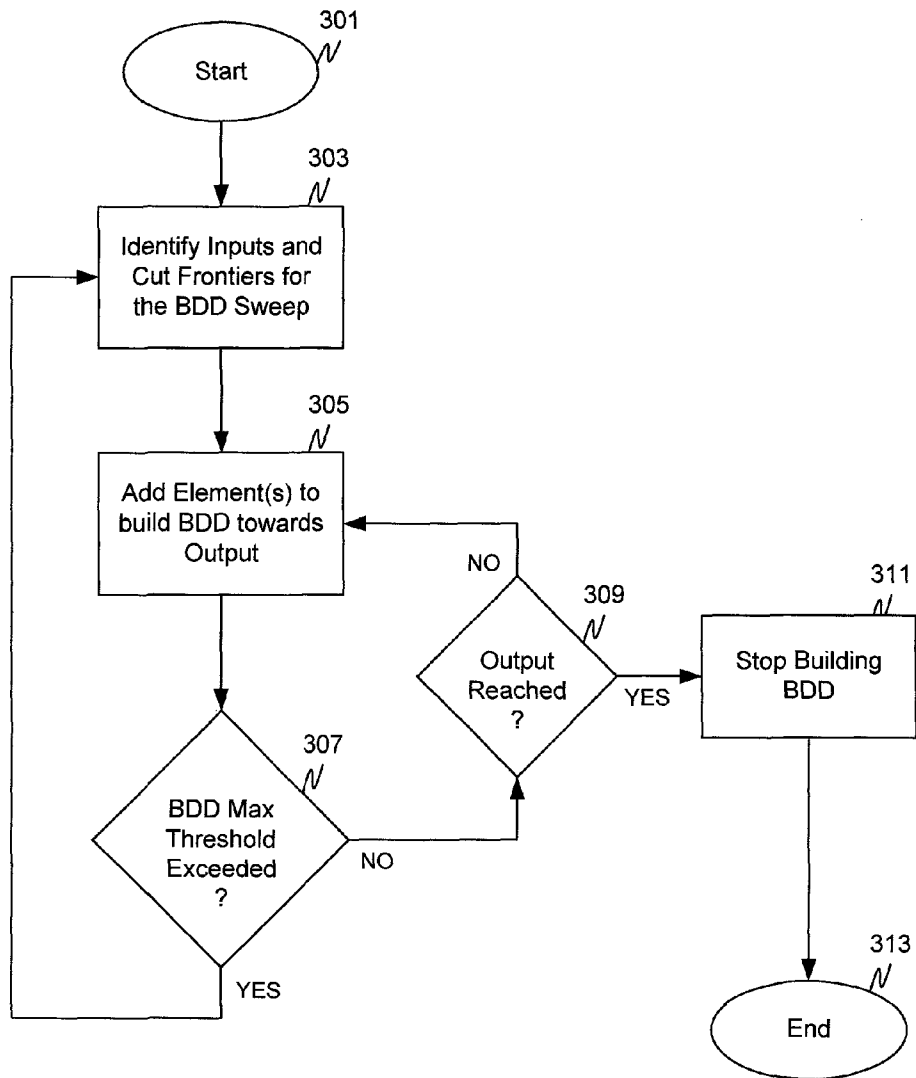 301
Start
303
Identify Inputs and
Cut Frontiers for
the BDD Sweep
305
Add Element(s) to
build BDD towards
Output
NO
309
Output
Reached
?
YES
311
Stop Building
BDD
307
BDD Max
Threshold
Exceeded
?
NO
YES
313
End